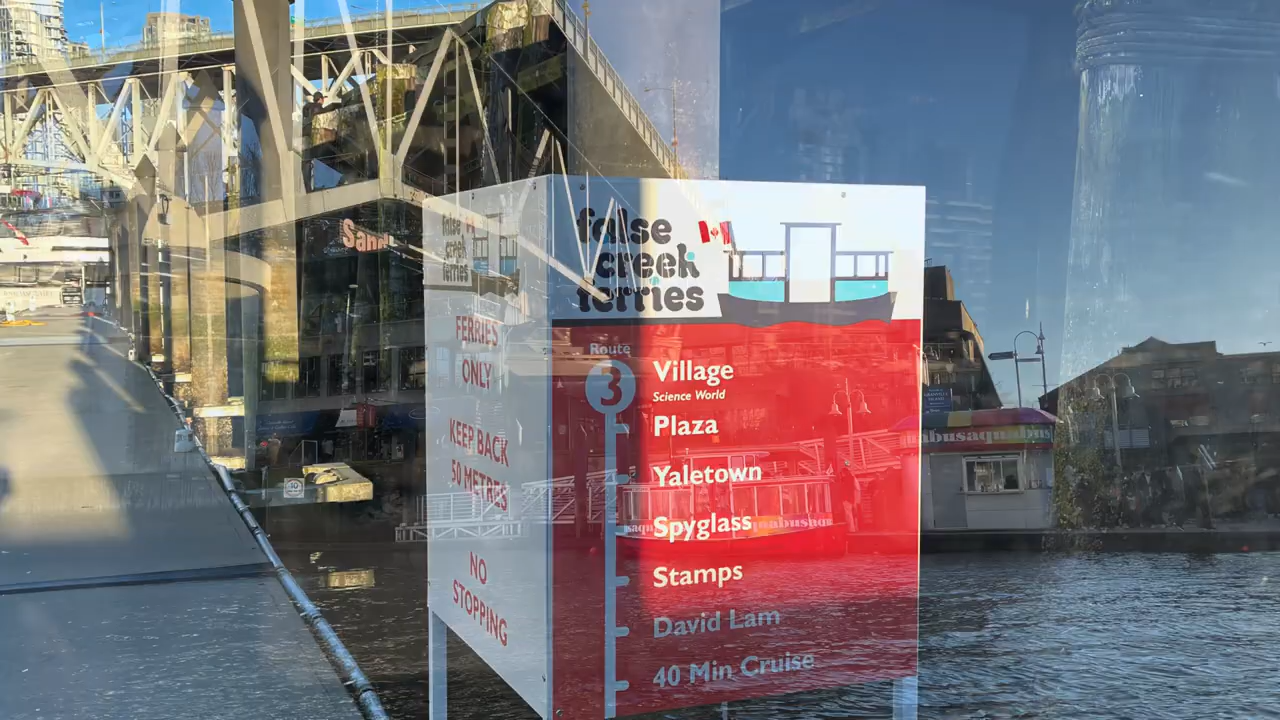 Sand
false
creek
ferries
FERRIES
ONLY
KEEP BACK
50 METRES
NO
STOPPING
false
creek
ferries
Route
3
Village
Science World
Plaza
Yaletown
Spyglass
Stamps
David Lam
40 Min Cruise